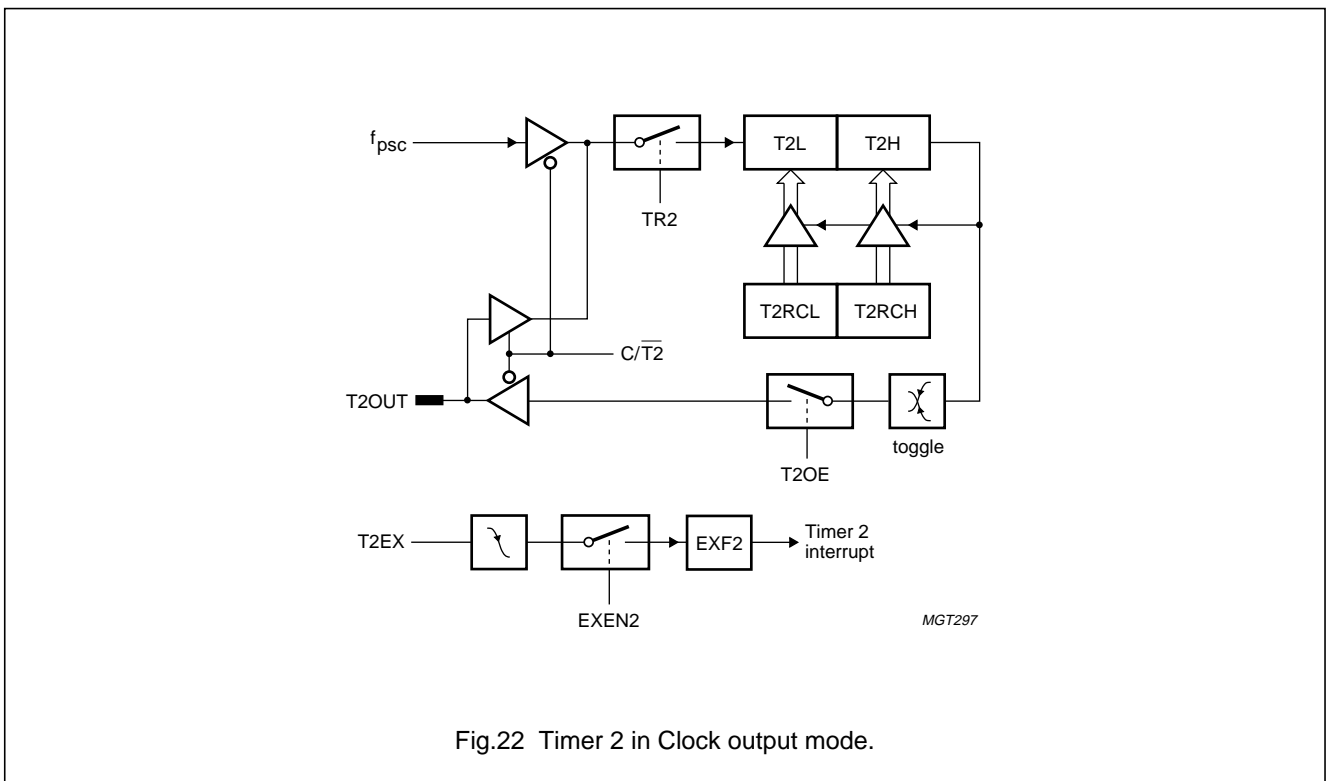 f psc
T2L T2H
TR2
T2RCL T2RCH
C/T2̅
T2OUT
toggle
T2OE
T2EX
EXF2
Timer 2
interrupt
EXEN2
MGT297
Fig.22 Timer 2 in Clock output mode.